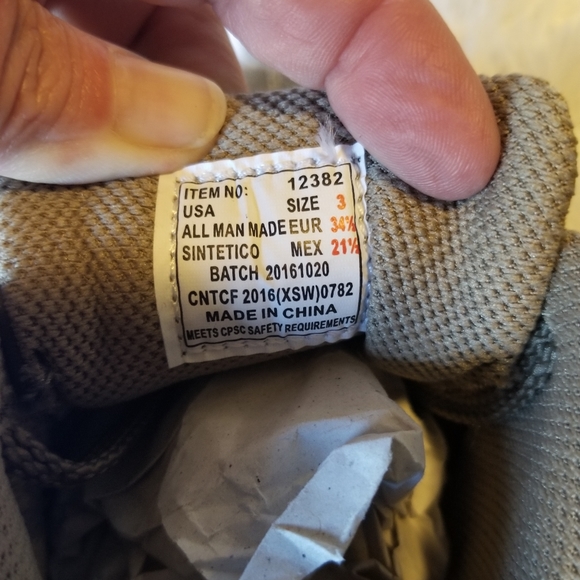 ITEM NO: 12382
USA SIZE 3
ALL MAN MADE EUR 34½
SINTETICO MEX 21½
BATCH 20161020
CNTCF 2016(XSW)0782
MADE IN CHINA
MEETS CPSC SAFETY REQUIREMENTS